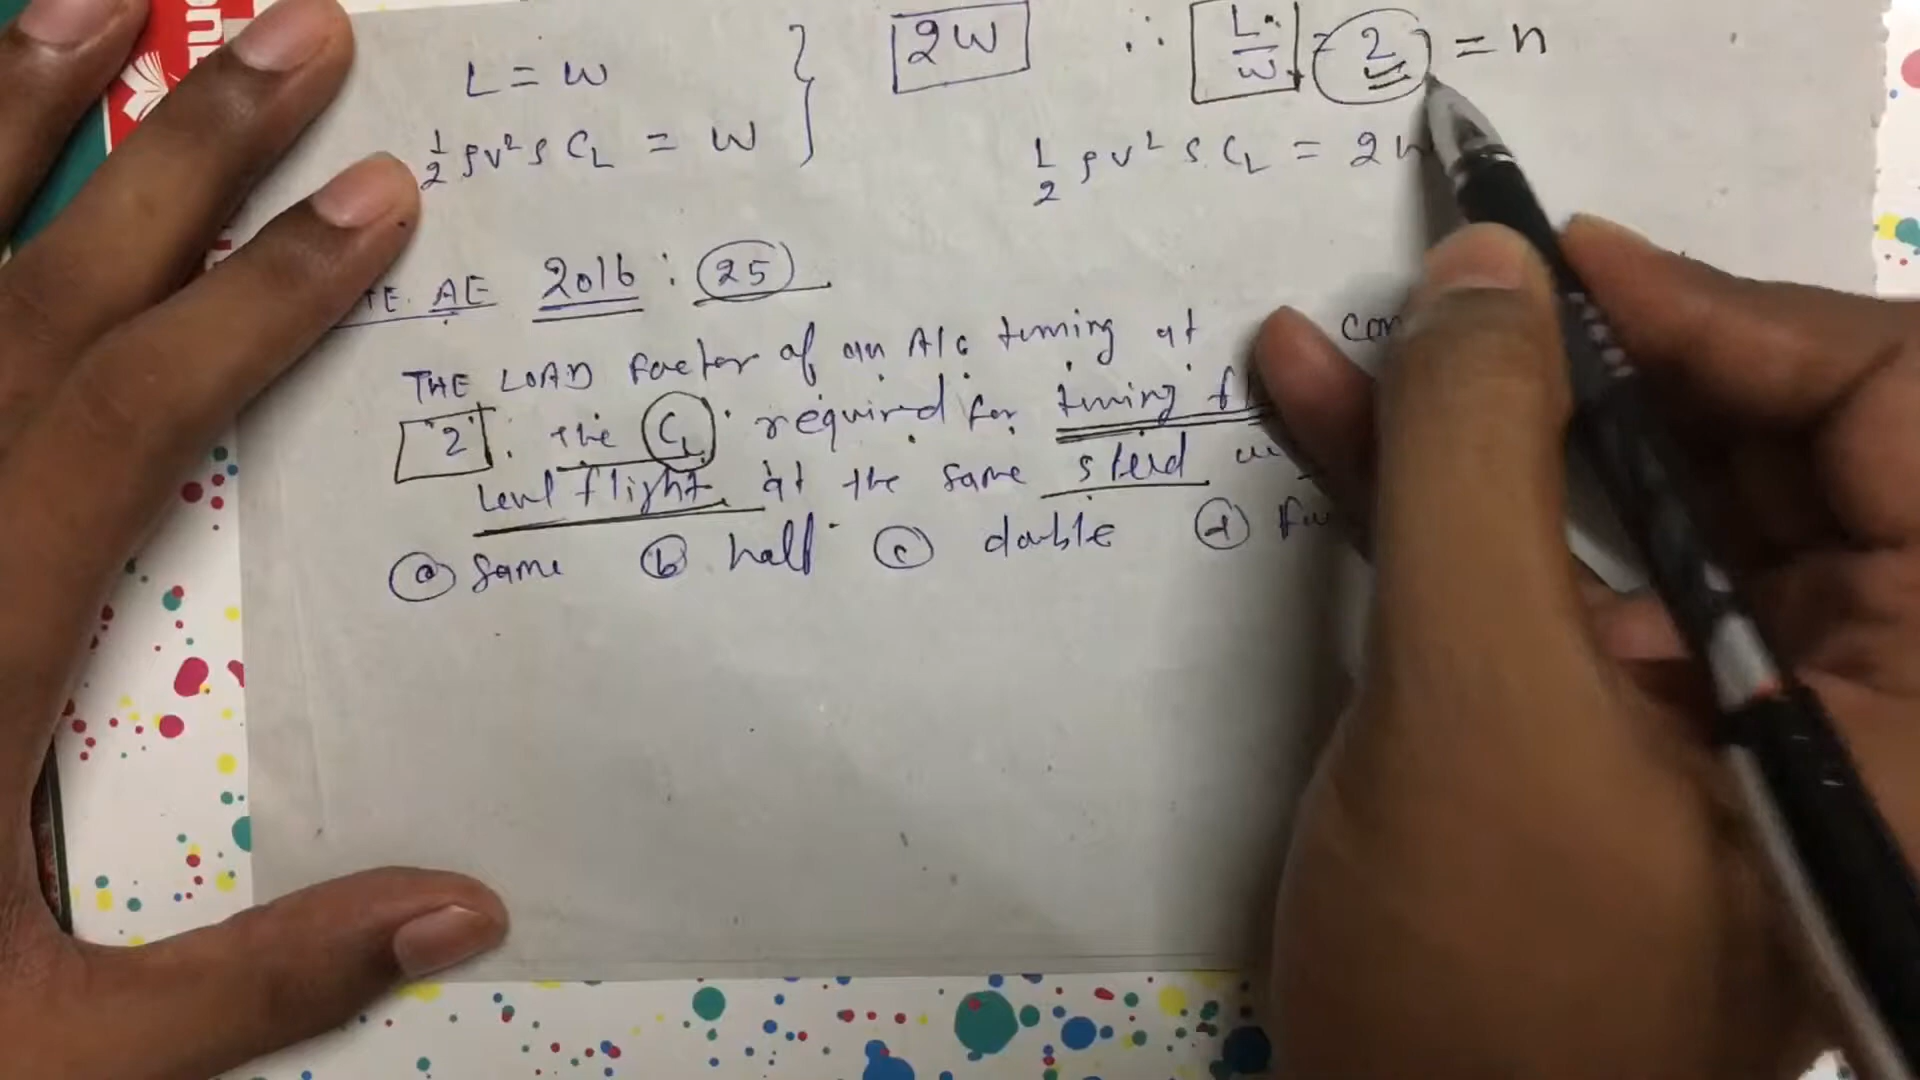 L = W
½ ρv² s C_L = W
2W
∴ L/W = 2 = n
½ ρv² s C_L = 2W
TE. AE 2016 : 25
THE LOAD factor of an A/c turning at
"2". the C_L required for turning
level flight at the same
ⓐ same ⓑ half ⓒ double ⓓ